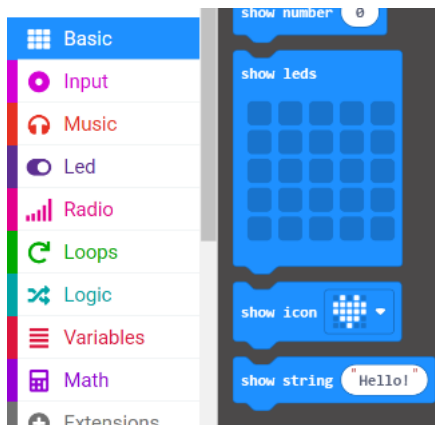 Basic
Input
Music
Led
Radio
Loops
Logic
Variables
Math
Extensions
show number 0
show leds
show icon
show string "Hello!"